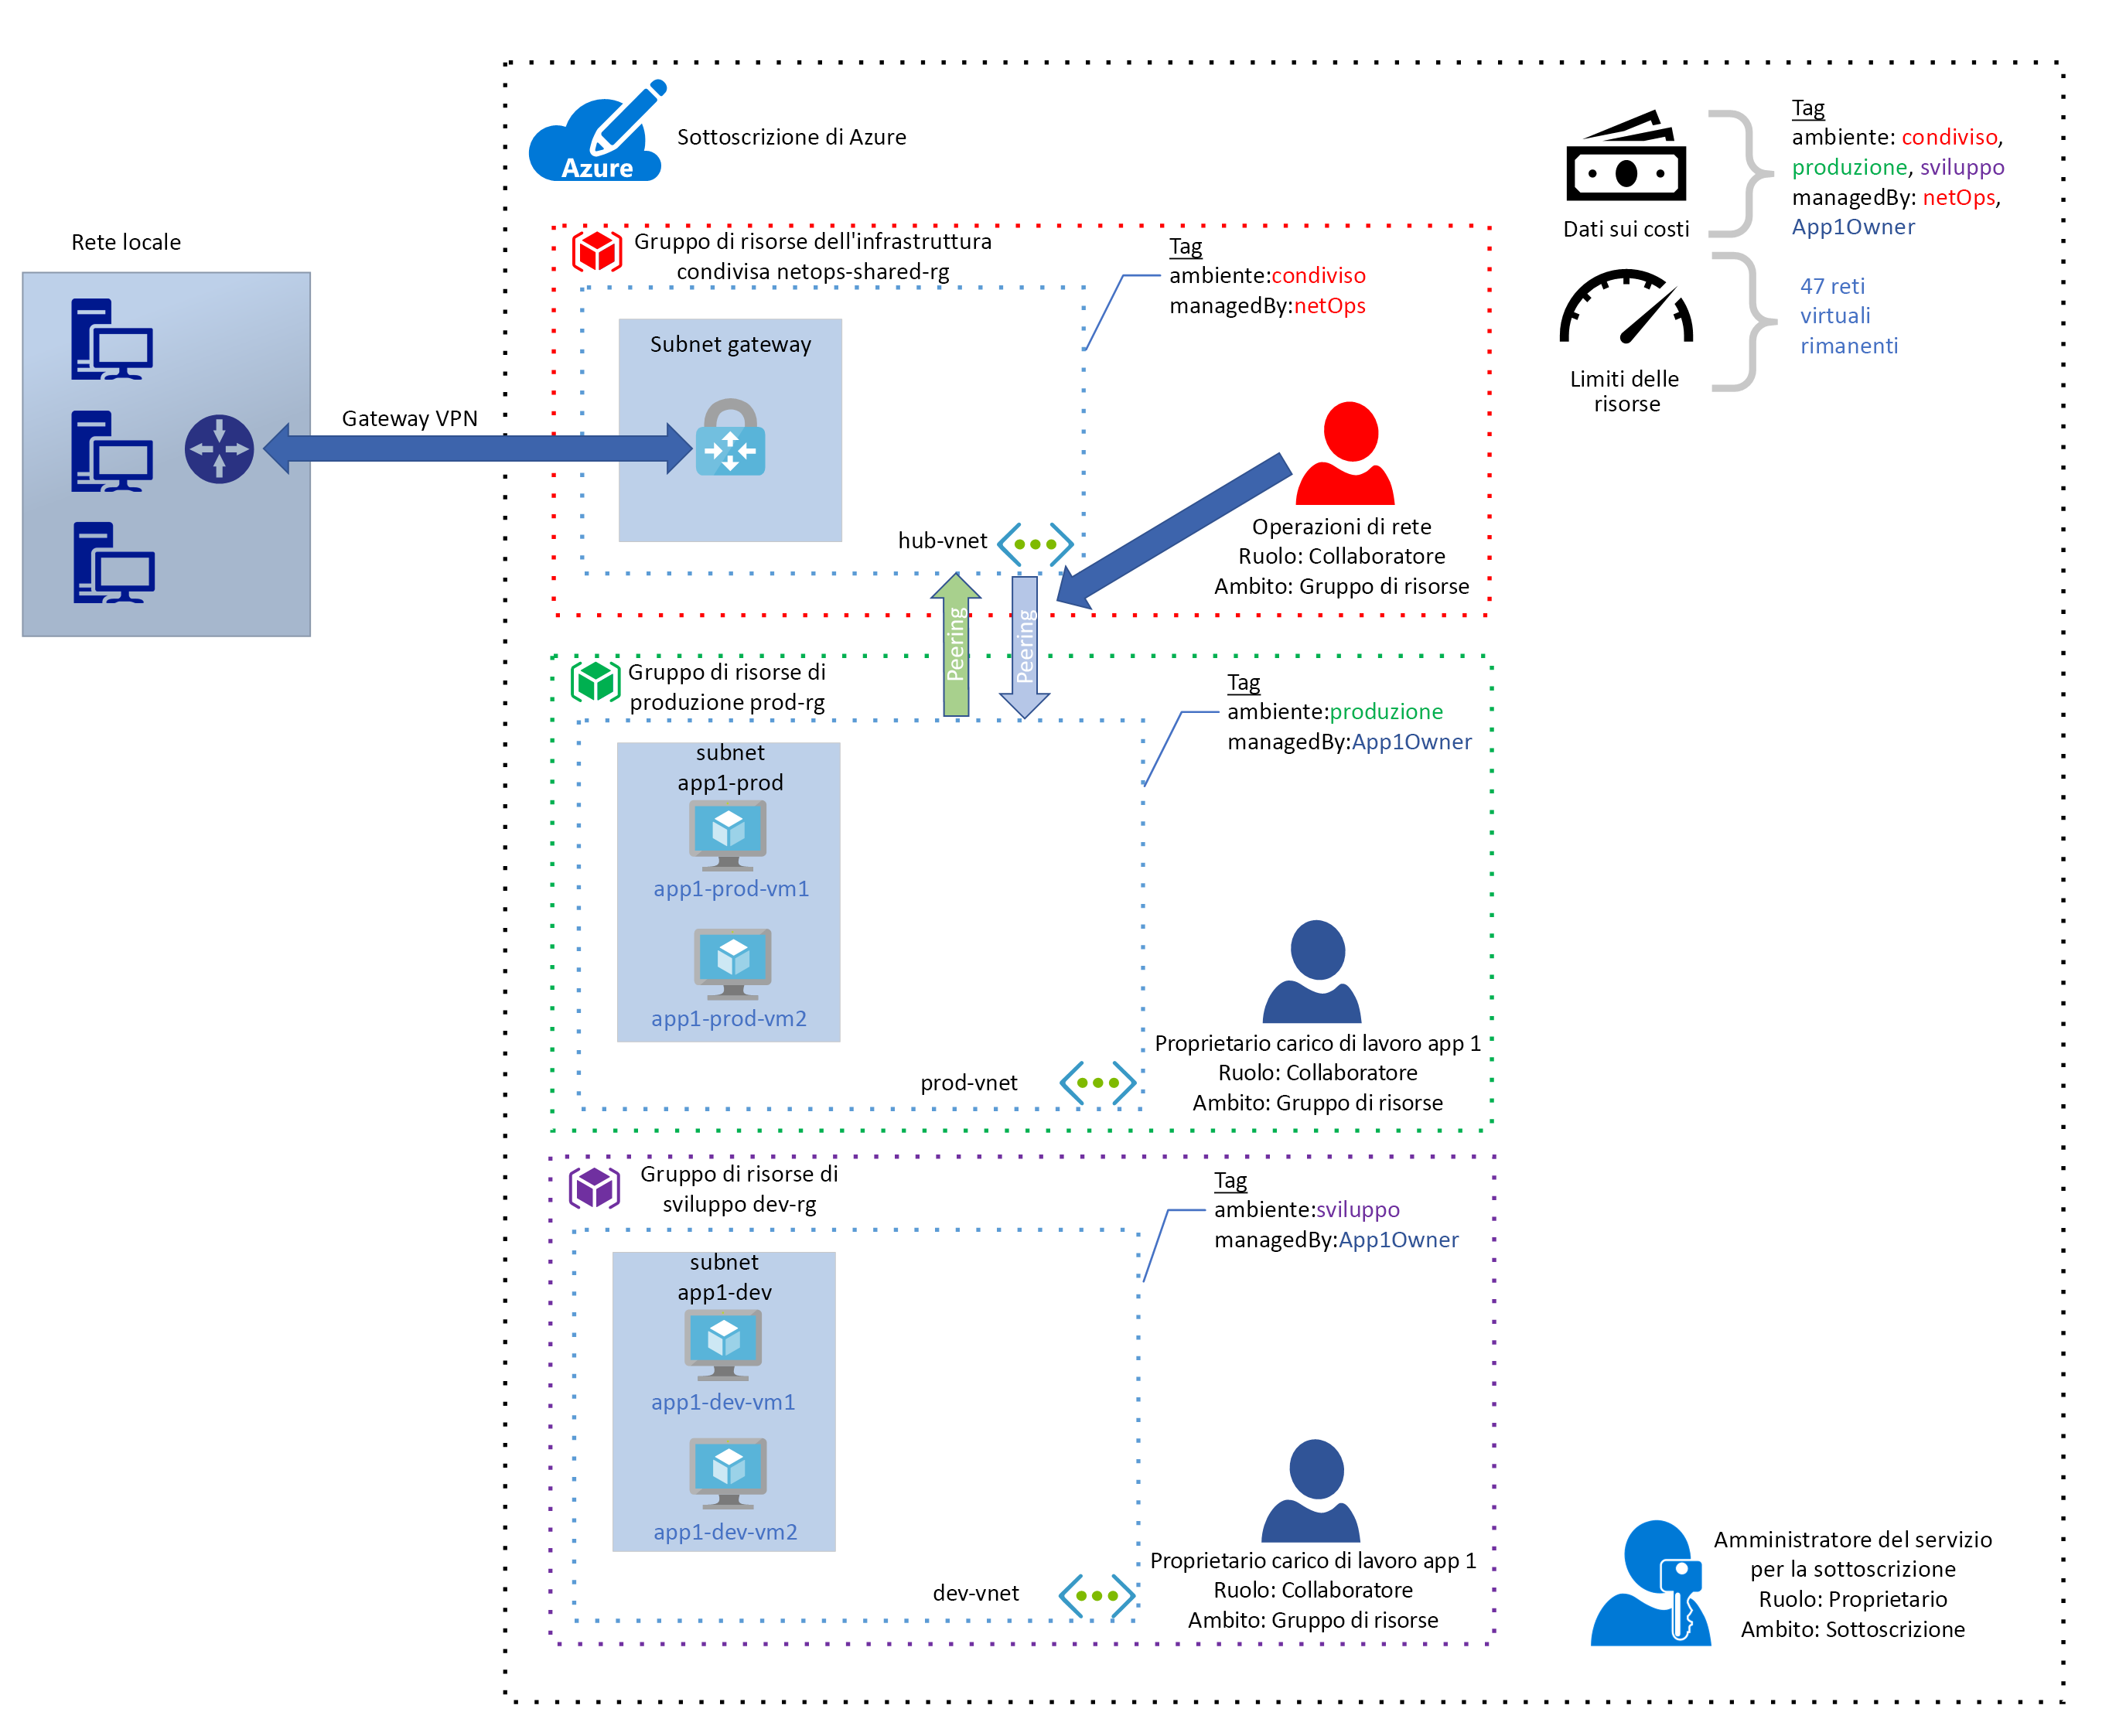 Azure
Sottoscrizione di Azure
Dati sui costi
Tag
ambiente: condiviso,
produzione, sviluppo
managedBy: netOps,
App1Owner
Limiti delle
risorse
47 reti
virtuali
rimanenti
Rete locale
Gateway VPN
Gruppo di risorse dell'infrastruttura
condivisa netops-shared-rg
Subnet gateway
hub-vnet
Tag
ambiente:condiviso
managedBy:netOps
Operazioni di rete
Ruolo: Collaboratore
Ambito: Gruppo di risorse
Peering
Peering
Gruppo di risorse di
produzione prod-rg
subnet
app1-prod
app1-prod-vm1
app1-prod-vm2
prod-vnet
Tag
ambiente:produzione
managedBy:App1Owner
Proprietario carico di lavoro app 1
Ruolo: Collaboratore
Ambito: Gruppo di risorse
Gruppo di risorse di
sviluppo dev-rg
subnet
app1-dev
app1-dev-vm1
app1-dev-vm2
dev-vnet
Tag
ambiente:sviluppo
managedBy:App1Owner
Proprietario carico di lavoro app 1
Ruolo: Collaboratore
Ambito: Gruppo di risorse
Amministratore del servizio
per la sottoscrizione
Ruolo: Proprietario
Ambito: Sottoscrizione